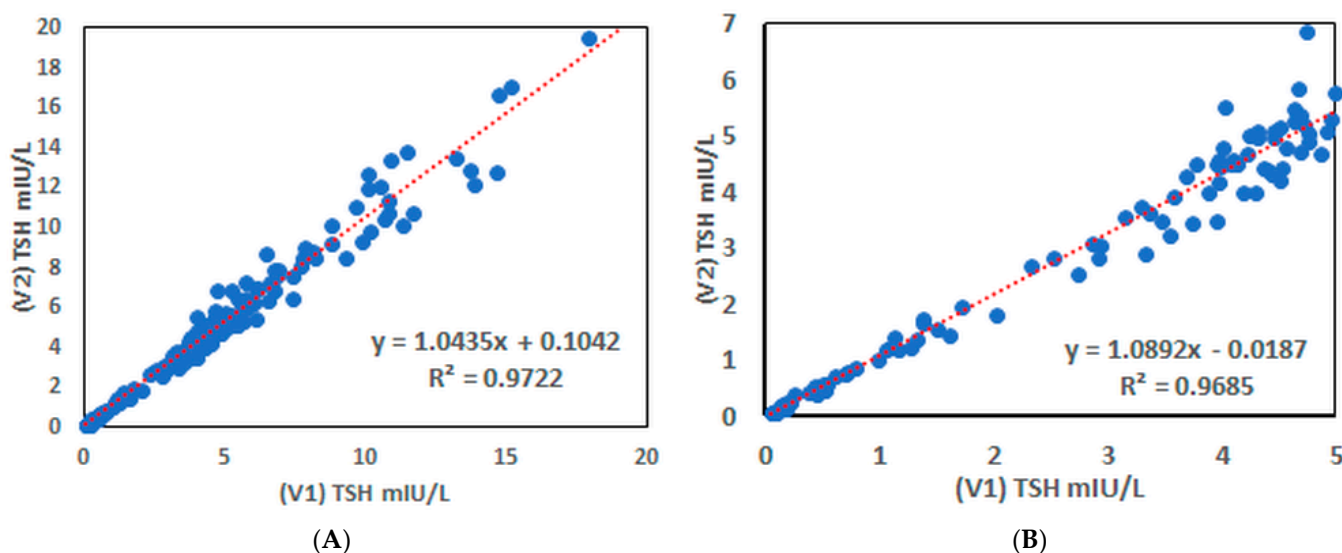 20
18
16
14
12
10
8
6
4
2
0
(V2) TSH mIU/L
y = 1.0435x + 0.1042
R² = 0.9722
0 5 10 15 20
(V1) TSH mIU/L
(A)
7
6
5
4
3
2
1
0
(V2) TSH mIU/L
y = 1.0892x - 0.0187
R² = 0.9685
0 1 2 3 4 5
(V1) TSH mIU/L
(B)